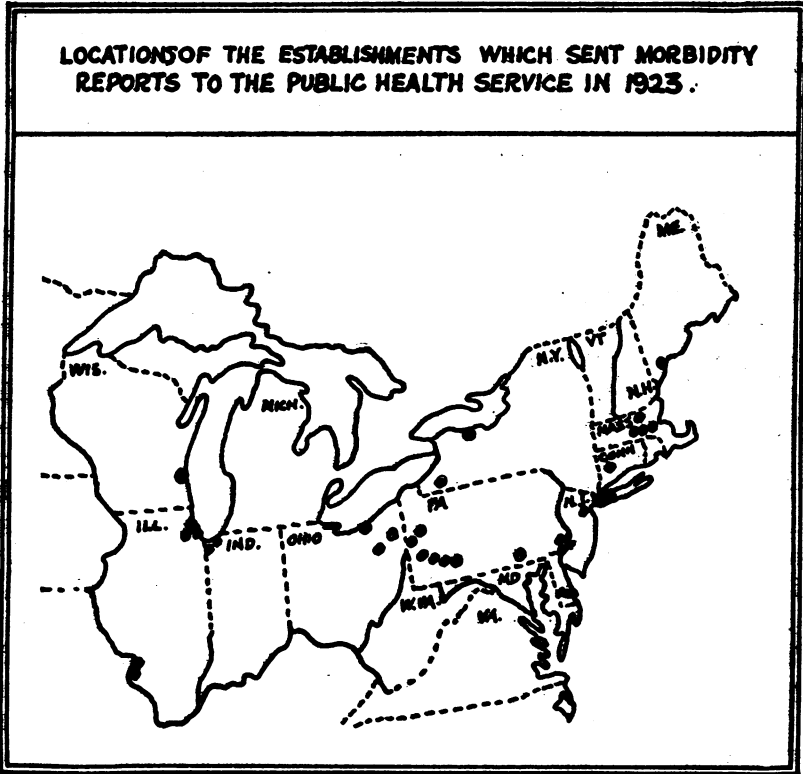 LOCATIONS OF THE ESTABLISHMENTS WHICH SENT MORBIDITY
REPORTS TO THE PUBLIC HEALTH SERVICE IN 1923.
ME.
N.Y.
VT
WIS.
N.H.
MICH.
MASS
CONN
PA
N.J.
ILL.
IND.
OHIO
MD
W.VA.
VA.